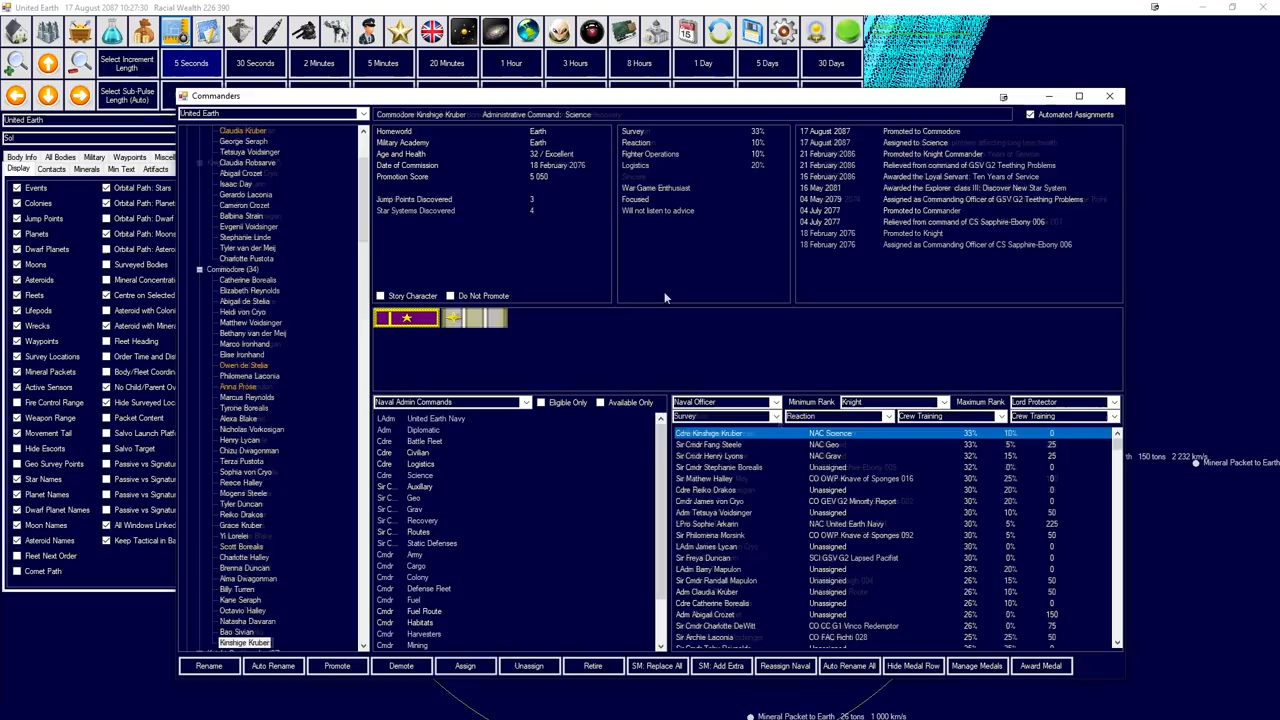 United Earth   17 August 2087 10:27:30   Racial Wealth 226 390
Select Increment Length
5 Seconds
30 Seconds
2 Minutes
5 Minutes
20 Minutes
1 Hour
3 Hours
8 Hours
1 Day
5 Days
30 Days
Select Sub-Pulse Length (Auto)
United Earth
Sol
Body Info All Bodies Military Waypoints Miscell
Display Contacts Minerals Min Text Artifacts
Events
Colonies
Jump Points
Planets
Dwarf Planets
Moons
Asteroids
Fleets
Lifepods
Wrecks
Waypoints
Survey Locations
Mineral Packets
Active Sensors
Fire Control Range
Weapon Range
Movement Tail
Hide Escorts
Geo Survey Points
Star Names
Planet Names
Dwarf Planet Names
Moon Names
Asteroids Names
Fleet Next Order
Comet Path
Orbital Path: Stars
Orbital Path: Planets
Orbital Path: Dwarf
Orbital Path: Moons
Orbital Path: Astero
Surveyed Bodies
Mineral Concentra
Centre on Selected
Asteroid with Coloni
Asteroid with Minera
Fleet Heading
Order Time and Dis
Body/Fleet Coordin
No Child/Parent Ov
Hide Surveyed Loc
Packet Content
Salvo Launch Platf
Salvo Target
Passive vs Signatu
Passive vs Signatu
Passive vs Signatu
Passive vs Signatu
All Windows Linked
Keep Tactical in Ba
Commanders
United Earth
Claudia Kruber
George Seraph
Tetsuya Voidsinger
Claudia Robsarve
Abigail Crozet
Isaac Day
Gerardo Laconia
Cameron Crozet
Balbina Strain
Evgenii Voidsinger
Stephanie Linde
Tyler van der Meij
Charlotte Pustota
Commodore (34)
Catherine Borealis
Elizabeth Reynolds
Abigail de Stelia
Heidi von Cryo
Matthew Voidsinger
Bethany van der Meij
Marco Ironhand
Elise Ironhand
Owen de Stelia
Philomena Laconia
Anna Prose
Marcus Reynolds
Tyrone Borealis
Alexa Blake
Nicholas Vorkosigan
Henry Lycan
Chizu Dwagonman
Terza Pustota
Sophia von Cryo
Reece Halley
Mogens Steele
Tyler Duncan
Reiko Drakos
Grace Kruber
Yi Lorelei
Scott Borealis
Charlotte Halley
Brenna Duncan
Alma Dwagonman
Billy Turren
Kane Seraph
Octavio Halley
Natasha Davaran
Bao Sivian
Kinshige Kruber
Commodore Kinshige Kruber   Administrative Command: Science
Automated Assignments
Homeworld   Earth
Military Academy   Earth
Age and Health   32 / Excellent
Date of Commission   18 February 2076
Promotion Score   5 050
Jump Points Discovered   3
Star Systems Discovered   4
Story Character   Do Not Promote
Survey   33%
Reaction   10%
Fighter Operations   10%
Logistics   20%
War Game Enthusiast
Focused
Will not listen to advice
17 August 2087   Promoted to Commodore
17 August 2087   Assigned to Science
21 February 2086   Promoted to Knight Commander
21 February 2086   Relieved from command of GSV G2 Teething Problems
16 February 2086   Awarded the Loyal Service: Ten Years of Service
16 May 2081   Awarded the Explorer class III: Discover New Star System
04 May 2079   Assigned as Commanding Officer of GSV G2 Teething Problems
04 July 2077   Promoted to Commander
04 July 2077   Relieved from command of CS Sapphire-Ebony 006
18 February 2076   Promoted to Knight
18 February 2076   Assigned as Commanding Officer of CS Sapphire-Ebony 006
Naval Admin Commands   Eligible Only   Available Only
LAdm   United Earth Navy
Adm   Diplomatic
Cdre   Battle Fleet
Cdre   Civilian
Cdre   Logistics
Cdre   Science
Sir C...   Auxillary
Sir C...   Geo
Sir C...   Grav
Sir C...   Recovery
Sir C...   Routes
Sir C...   Static Defenses
Cmdr   Army
Cmdr   Cargo
Cmdr   Colony
Cmdr   Defense Fleet
Cmdr   Fuel
Cmdr   Fuel Route
Cmdr   Habitats
Cmdr   Harvesters
Cmdr   Mining
Naval Officer   Minimum Rank   Knight   Maximum Rank   Lord Protector
Survey   Reaction   Crew Training   Crew Training
Cdre Kinshige Kruber   NAC Science   33%   10%   0
Sir Cmdr Fang Steele   NAC Geo   33%   5%   25
Sir Cmdr Henry Lyons   NAC Grav   32%   15%   25
Sir Cmdr Stephanie Borealis   Unassigned   32%   0%   0
Sir Mathew Halley   CO OWP Knave of Sponges 016   31%   25%   0
Cdre Reiko Drakos   Unassigned   30%   20%   0
Cmdr James von Cryo   CO GEV G2 Minority Report   30%   20%   0
Adm Tetsuya Voidsinger   Unassigned   30%   10%   50
LPro Sophie Arkarin   NAC United Earth Navy   30%   5%   225
Sir Philomena Morsink   CO OWP Knave of Sponges 092   30%   5%   50
LAdm James Lycan   Unassigned   30%   0%   0
Sir Freya Duncan   SCI GSV G2 Lapsed Pacifist   30%   0%   0
LAdm Barry Mapulon   Unassigned   28%   20%   0
Sir Cmdr Randall Mapulon   Unassigned   26%   15%   50
Adm Claudia Kruber   Unassigned   26%   10%   50
Cdre Catherine Borealis   Unassigned   26%   10%   0
Adm Abigail Crozet   Unassigned   26%   0%   150
Sir Cmdr Charlotte DeWitt   CO CC G1 Vinco Redemptor   26%   0%   75
Sir Archie Laconia   CO FAC Richti 028   25%   25%   50
Rename
Auto Rename
Promote
Demote
Assign
Unassign
Retire
SM: Replace All
SM: Add Extra
Reassign Naval
Auto Rename All
Hide Medal Row
Manage Medals
Award Medal
150 tons   2 232 km/s
Mineral Packet to Earth
Mineral Packet to Earth   26 tons   1 000 km/s